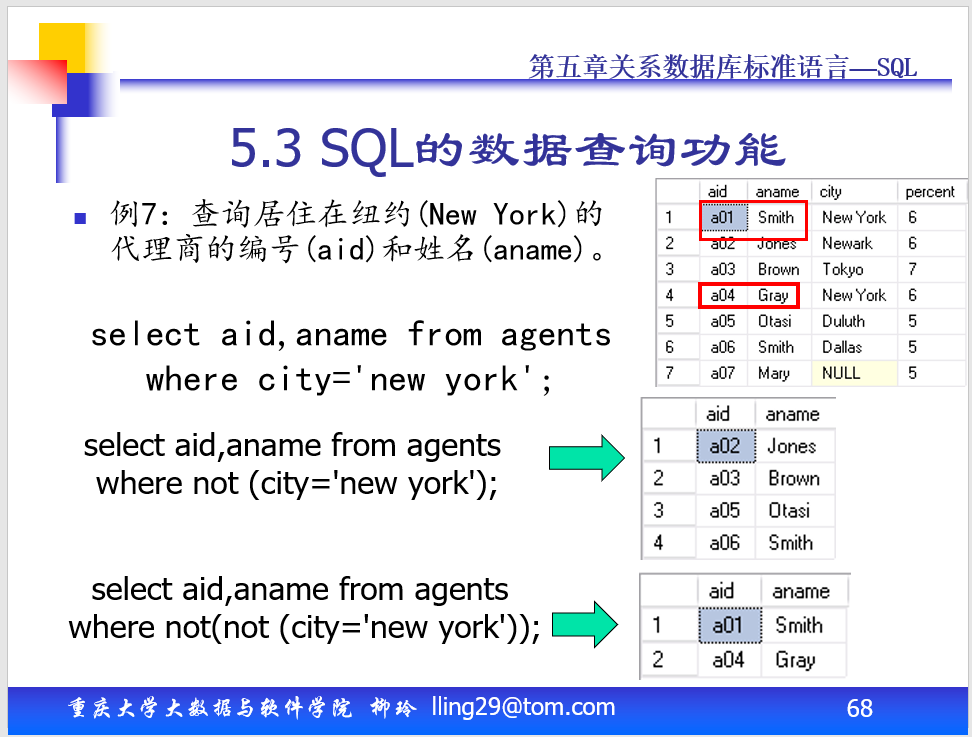 第五章关系数据库标准语言—SQL
5.3 SQL的数据查询功能
■ 例7：查询居住在纽约(New York)的
代理商的编号(aid)和姓名(aname)。
aid aname city percent
1 a01 Smith New York 6
2 a02 Jones Newark 6
3 a03 Brown Tokyo 7
4 a04 Gray New York 6
5 a05 Otasi Duluth 5
6 a06 Smith Dallas 5
7 a07 Mary NULL 5
select aid,aname from agents
where city='new york';
select aid,aname from agents
where not (city='new york');
aid aname
1 a02 Jones
2 a03 Brown
3 a05 Otasi
4 a06 Smith
select aid,aname from agents
where not(not (city='new york'));
aid aname
1 a01 Smith
2 a04 Gray
重庆大学大数据与软件学院 柳玲 lling29@tom.com 68